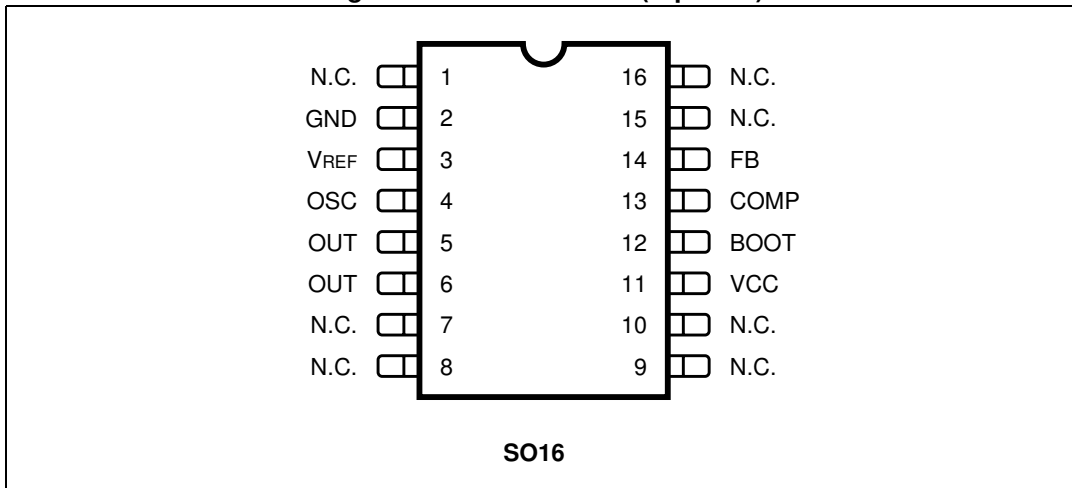 N.C. 1 16 N.C.
GND 2 15 N.C.
VREF 3 14 FB
OSC 4 13 COMP
OUT 5 12 BOOT
OUT 6 11 VCC
N.C. 7 10 N.C.
N.C. 8 9 N.C.
SO16